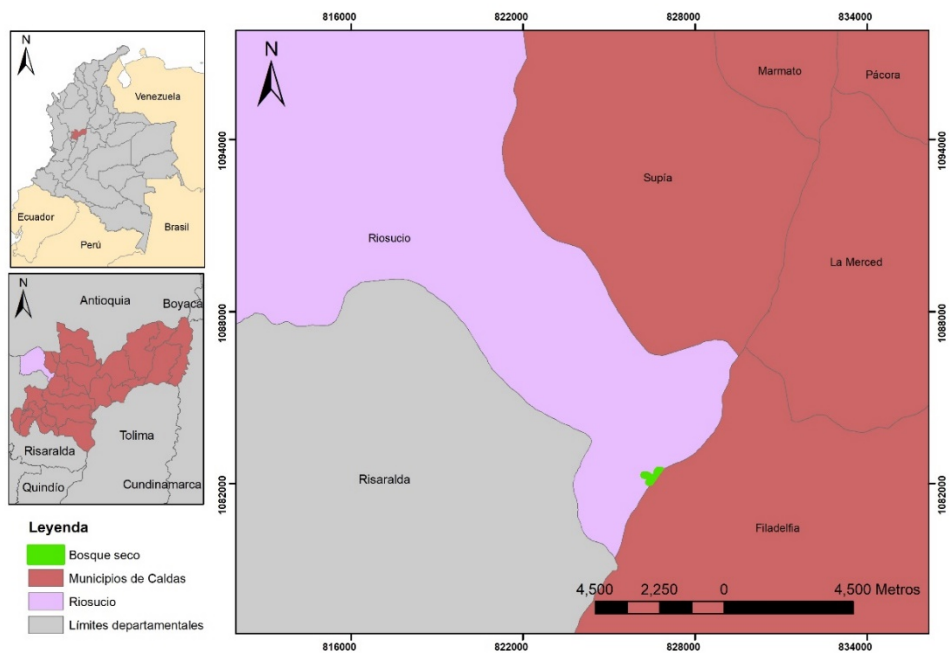 N
Venezuela
Ecuador
Perú
Brasil
N
Antioquia
Boyacá
Tolima
Risaralda
Quindío
Cundinamarca
Leyenda
Bosque seco
Municipios de Caldas
Riosucio
Límites departamentales
816000
822000
828000
834000
N
Marmato
Pácora
1094000
1094000
Supía
Riosucio
La Merced
1088000
1088000
Risaralda
1082000
1082000
Filadelfia
4,500 2,250 0 4,500 Metros
816000
822000
828000
834000